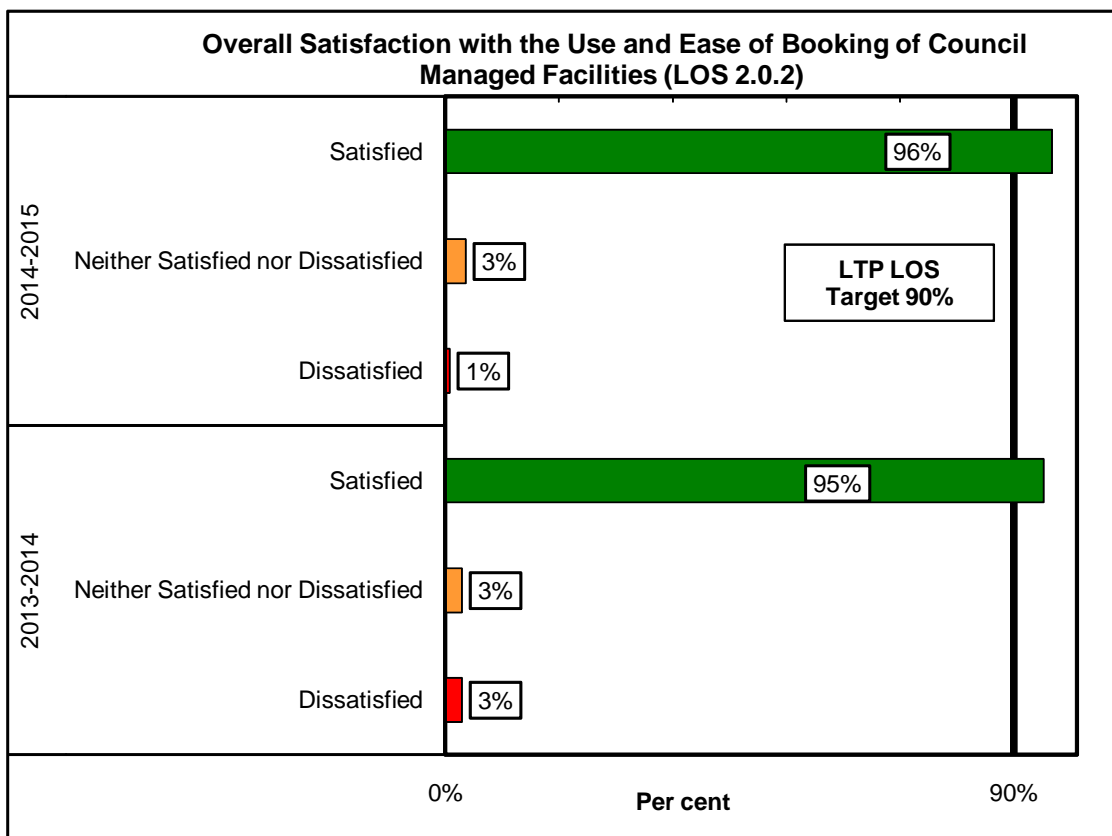 Overall Satisfaction with the Use and Ease of Booking of Council
Managed Facilities (LOS 2.0.2)
2014-2015
Satisfied
96%
Neither Satisfied nor Dissatisfied
3%
LTP LOS
Target 90%
Dissatisfied
1%
2013-2014
Satisfied
95%
Neither Satisfied nor Dissatisfied
3%
Dissatisfied
3%
0%
90%
Per cent